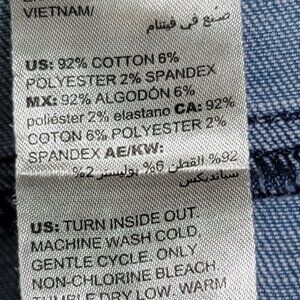 VIETNAM/
صنع في فيتنام
US: 92% COTTON 6%
POLYESTER 2% SPANDEX
MX: 92% ALGODÓN 6%
poliéster 2% elastano CA: 92%
COTON 6% POLYESTER 2%
SPANDEX AE/KW:
92% القطن 6% بوليستر 2%
سبانديكس
US: TURN INSIDE OUT.
MACHINE WASH COLD,
GENTLE CYCLE. ONLY
NON-CHLORINE BLEACH
TUMBLE DRY LOW, WARM